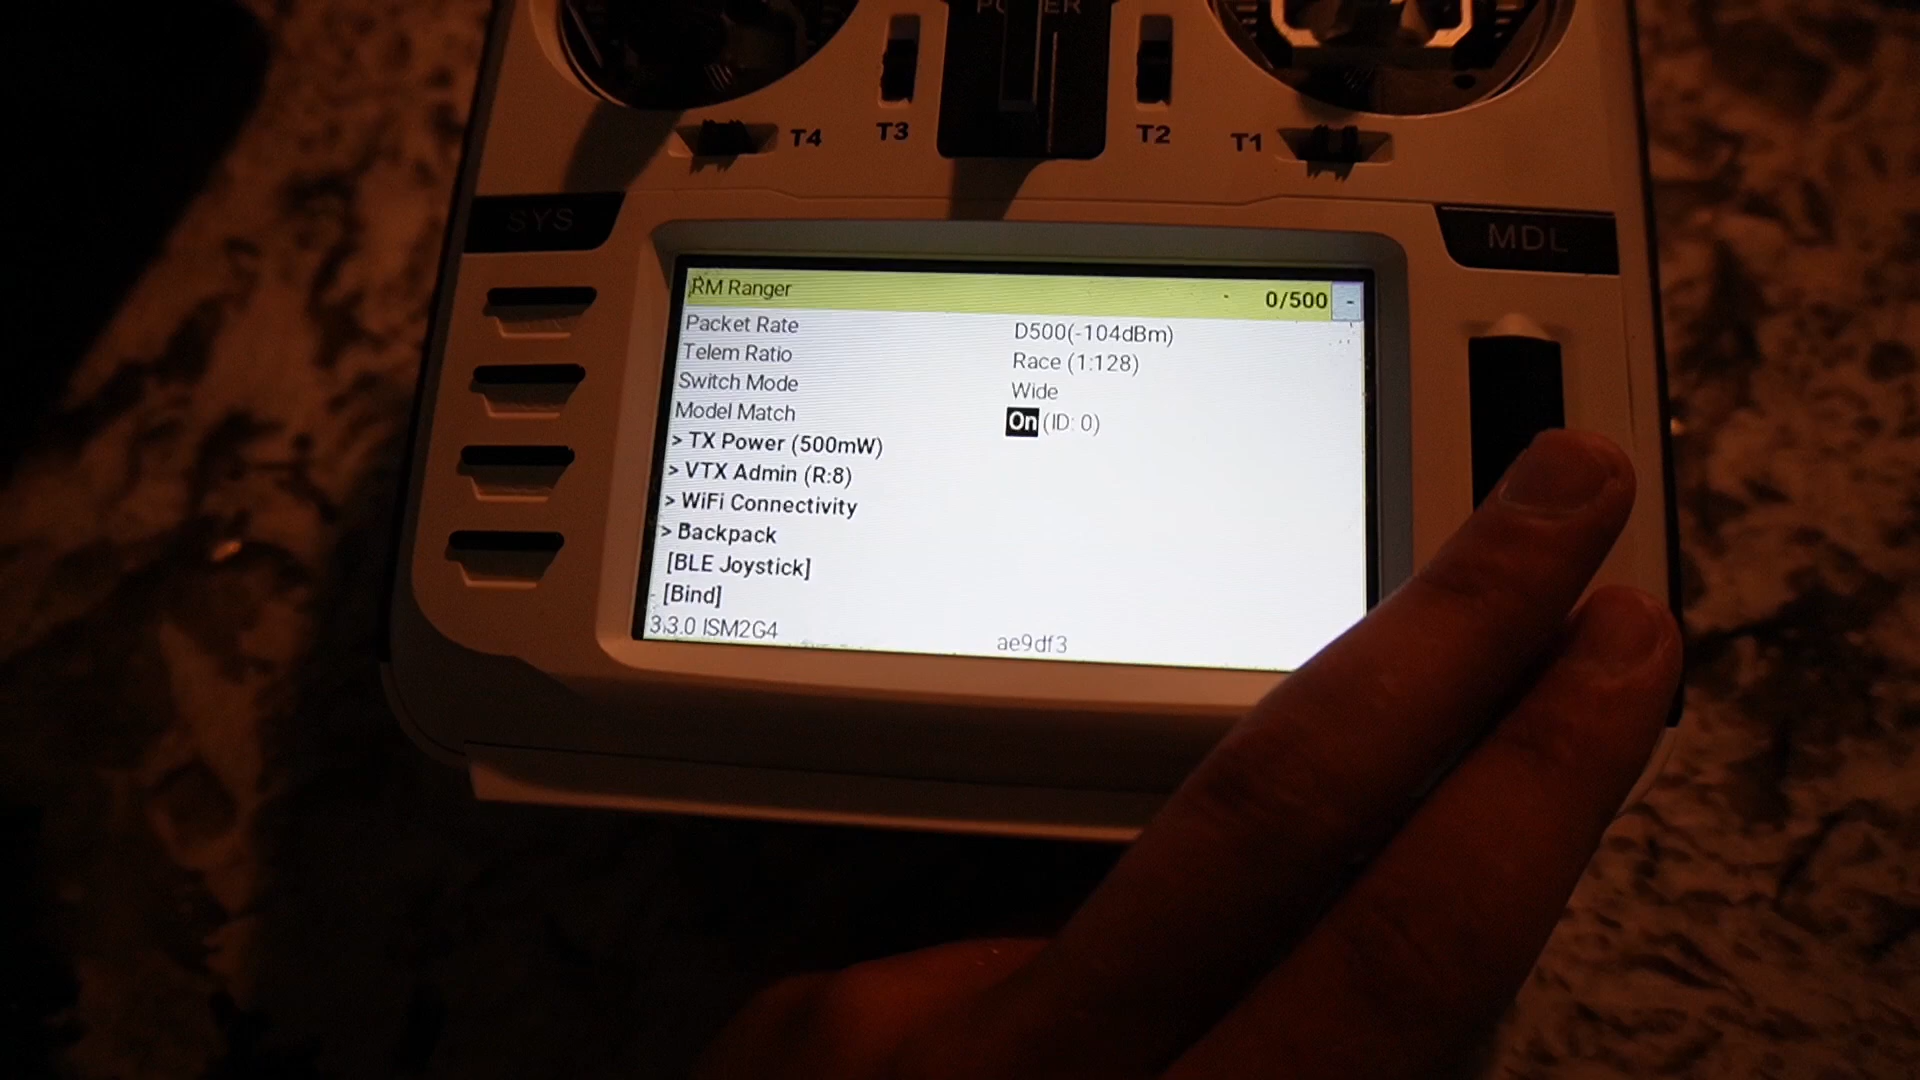 POWER
T4
T3
T2
T1
SYS
MDL
RM Ranger 0/500 -
Packet Rate D500(-104dBm)
Telem Ratio Race (1:128)
Switch Mode Wide
Model Match On (ID: 0)
> TX Power (500mW)
> VTX Admin (R:8)
> WiFi Connectivity
> Backpack
[BLE Joystick]
[Bind]
3.3.0 ISM2G4 ae9df3